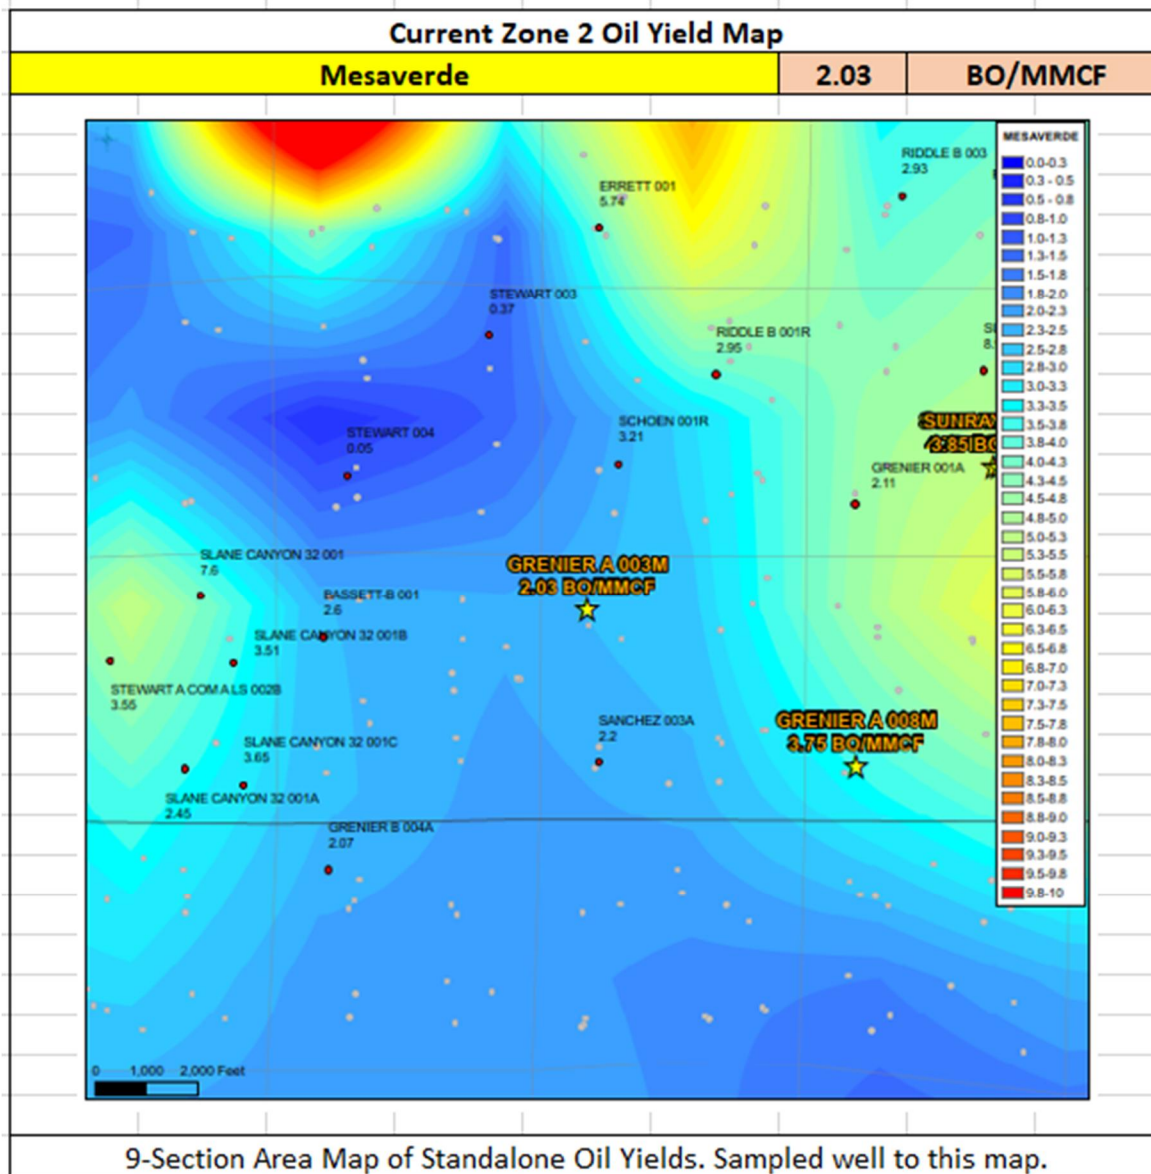 Current Zone 2 Oil Yield Map
Mesaverde 2.03 BO/MMCF
MESAVERDE
0.0-0.3
0.3 - 0.5
0.5 - 0.8
0.8-1.0
1.0-1.3
1.3-1.5
1.5-1.8
1.8-2.0
2.0-2.3
2.3-2.5
2.5-2.8
2.8-3.0
3.0-3.3
3.3-3.5
3.5-3.8
3.8-4.0
4.0-4.3
4.3-4.5
4.5-4.8
4.8-5.0
5.0-5.3
5.3-5.5
5.5-5.8
5.8-6.0
6.0-6.3
6.3-6.5
6.5-6.8
6.8-7.0
7.0-7.3
7.3-7.5
7.5-7.8
7.8-8.0
8.0-8.3
8.3-8.5
8.5-8.8
8.8-9.0
9.0-9.3
9.3-9.5
9.5-9.8
9.8-10
RIDDLE B 003
2.93
ERRETT 001
5.74
STEWART 003
0.37
RIDDLE B 001R
2.95
SCHOEN 001R
3.21
STEWART 004
0.05
SUNRAY
3.85 BO
GRENIER 001A
2.11
SLANE CANYON 32 001
7.6
GRENIER A 003M
2.03 BO/MMCF
BASSETT-B 001
2.6
SLANE CANYON 32 001B
3.51
STEWART A COM A LS 002B
3.55
SANCHEZ 003A
2.2
GRENIER A 008M
3.75 BO/MMCF
SLANE CANYON 32 001C
3.65
SLANE CANYON 32 001A
2.45
GRENIER B 004A
2.07
0 1,000 2,000 Feet
9-Section Area Map of Standalone Oil Yields. Sampled well to this map.